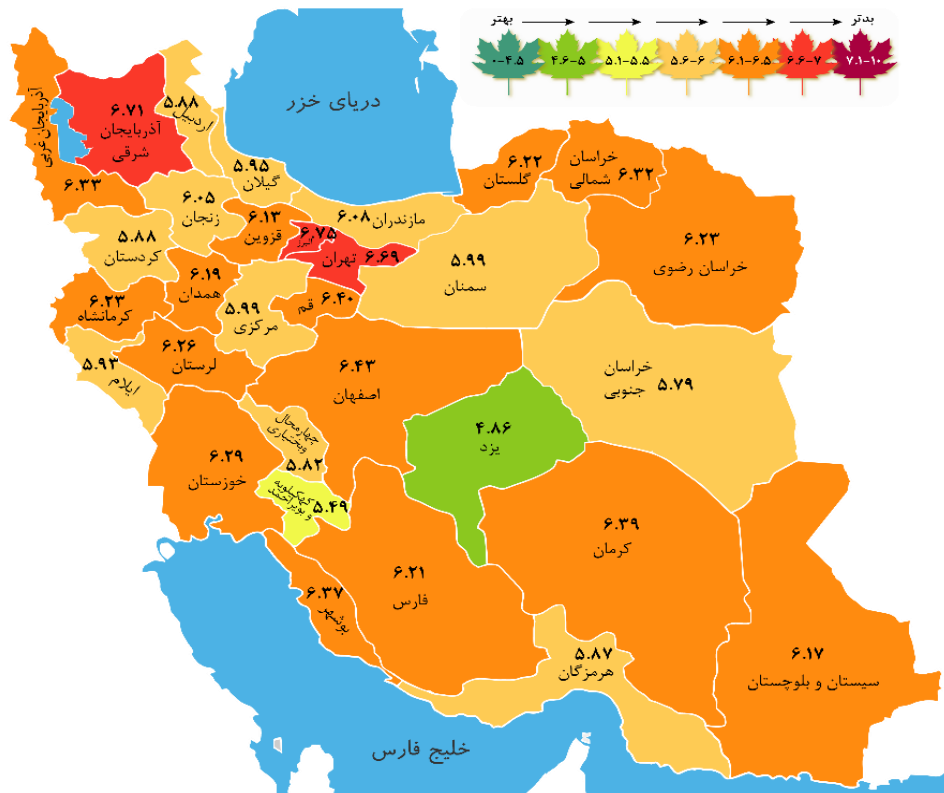 بهتر
بدتر
۰-۴.۵
۴.۶-۵
۵.۱-۵.۵
۵.۶-۶
۶.۱-۶.۵
۶.۶-۷
۷.۱-۱۰
دریای خزر
آذربایجان غربی
۶.۳۳
۶.۷۱
آذربایجان
شرقی
۵.۸۸
اردبیل
۵.۹۵
گیلان
۶.۰۵
زنجان
۶.۱۳
قزوین
۶.۰۸ مازندران
۶.۷۵
البرز
تهران ۶.۶۹
۶.۲۲
گلستان
خراسان
شمالی ۶.۳۲
۶.۲۳
خراسان رضوی
۵.۸۸
کردستان
۶.۱۹
همدان
۵.۹۹
مرکزی
قم ۶.۴۰
۵.۹۹
سمنان
۶.۲۳
کرمانشاه
۵.۹۳
ایلام
۶.۲۶
لرستان
۶.۴۳
اصفهان
خراسان
جنوبی ۵.۷۹
۴.۸۶
یزد
چهارمحال
وبختیاری
۵.۸۲
۶.۲۹
خوزستان
کهکیلویه
و بویراحمد
۵.۴۹
۶.۳۹
کرمان
۶.۲۱
فارس
۶.۳۷
بوشهر
۵.۸۷
هرمزگان
۶.۱۷
سیستان و بلوچستان
خلیج فارس